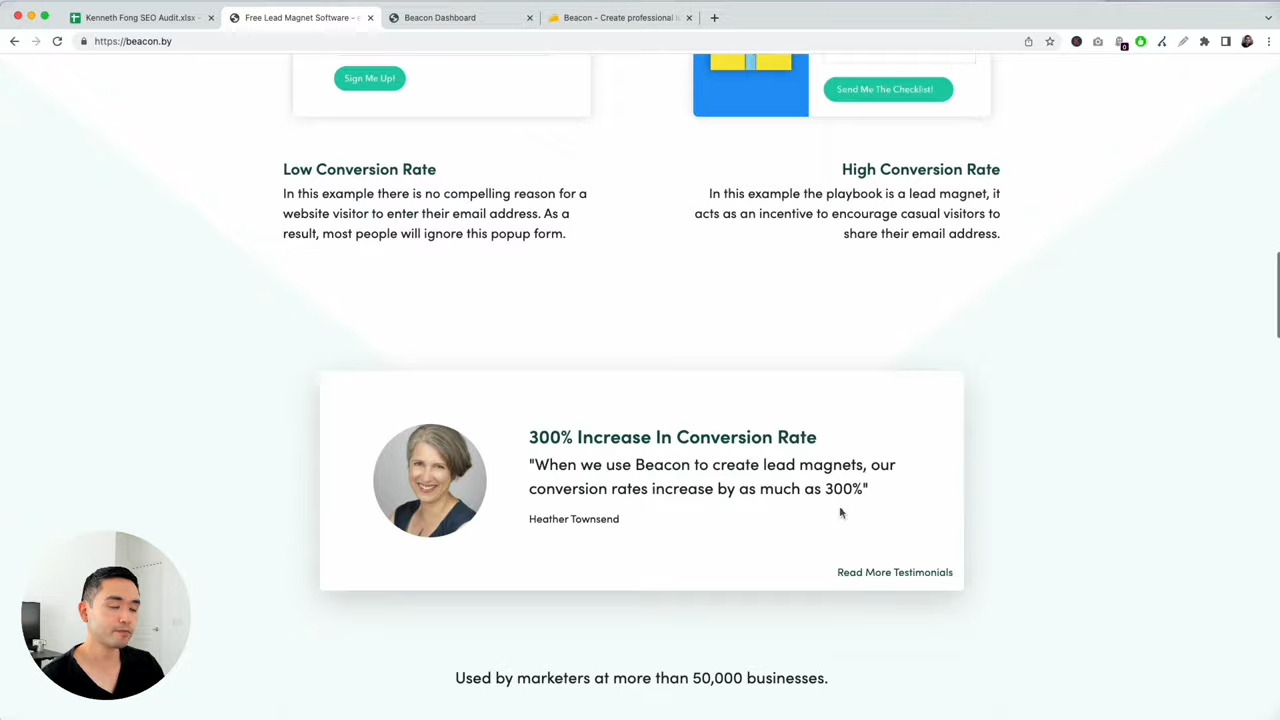 Kenneth Fong SEO Audit.xlsx -
Free Lead Magnet Software -
Beacon Dashboard
Beacon - Create professional
https://beacon.by
0
Sign Me Up!
Send Me The Checklist!
Low Conversion Rate
In this example there is no compelling reason for a
website visitor to enter their email address. As a
result, most people will ignore this popup form.
High Conversion Rate
In this example the playbook is a lead magnet, it
acts as an incentive to encourage casual visitors to
share their email address.
300% Increase In Conversion Rate
"When we use Beacon to create lead magnets, our
conversion rates increase by as much as 300%"
Heather Townsend
Read More Testimonials
Used by marketers at more than 50,000 businesses.